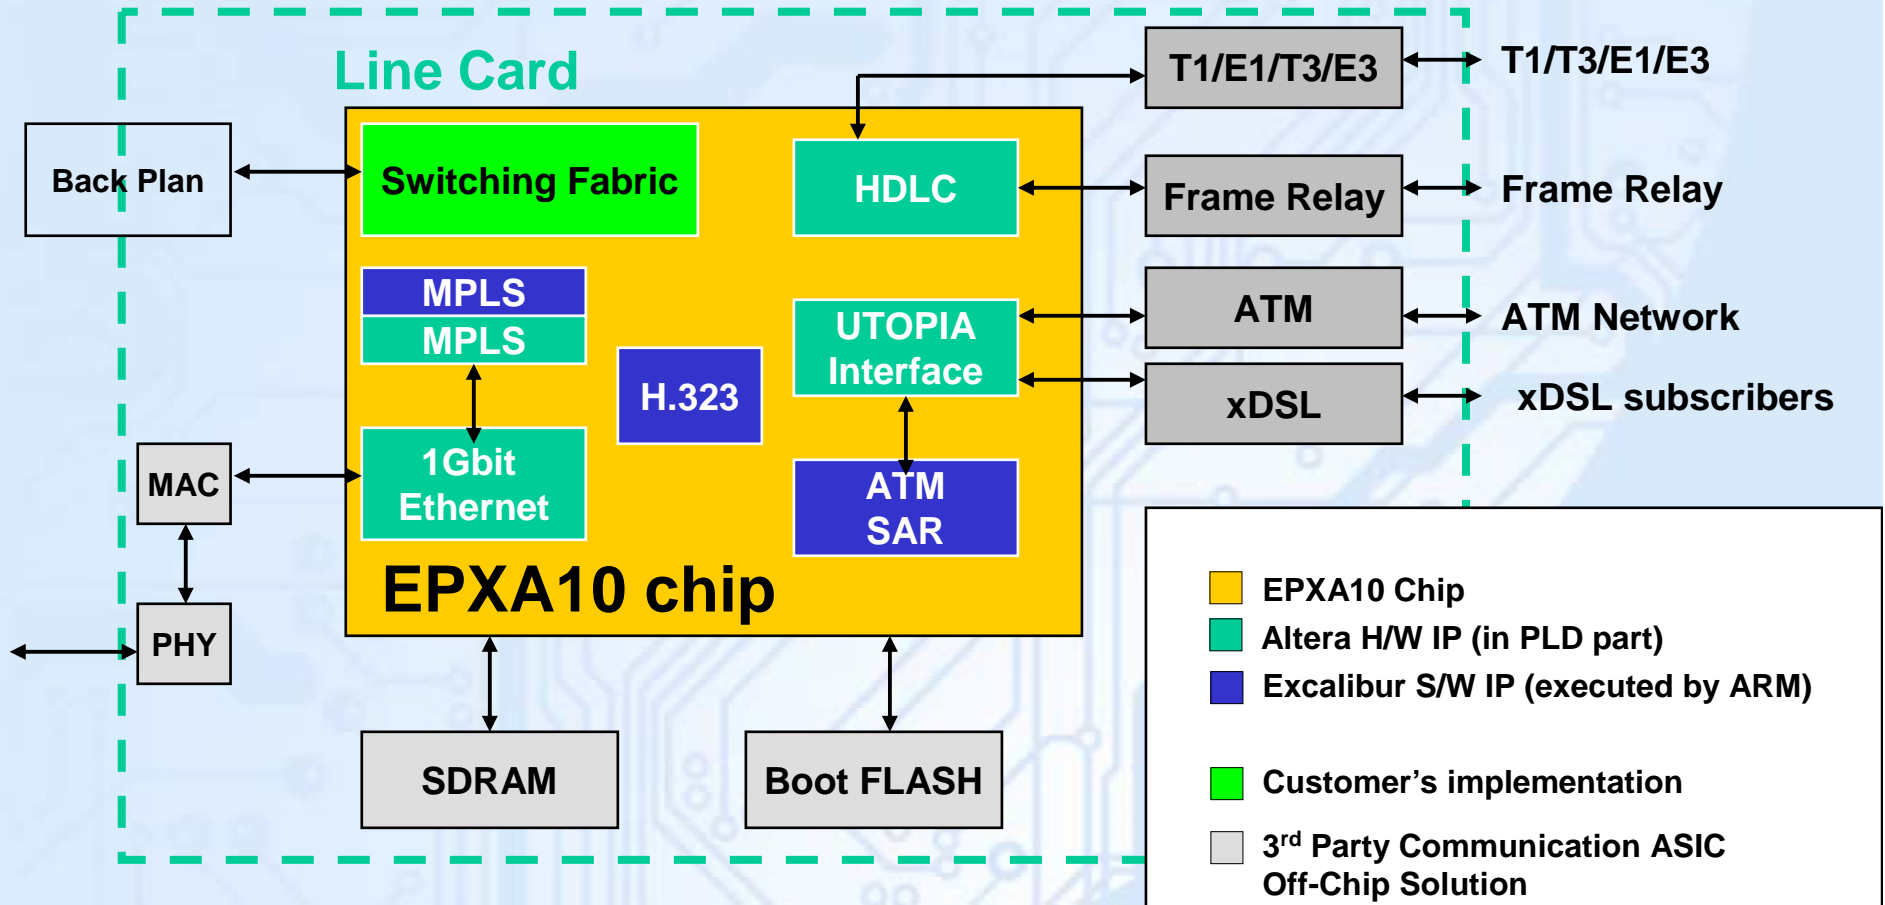 Line Card
T1/E1/T3/E3
T1/T3/E1/E3
Back Plan
Switching Fabric
HDLC
Frame Relay
Frame Relay
MPLS
MPLS
UTOPIA
Interface
ATM
ATM Network
H.323
xDSL
xDSL subscribers
MAC
1Gbit
Ethernet
ATM
SAR
EPXA10 chip
PHY
SDRAM
Boot FLASH
EPXA10 Chip
Altera H/W IP (in PLD part)
Excalibur S/W IP (executed by ARM)
Customer’s implementation
3rd Party Communication ASIC
Off-Chip Solution